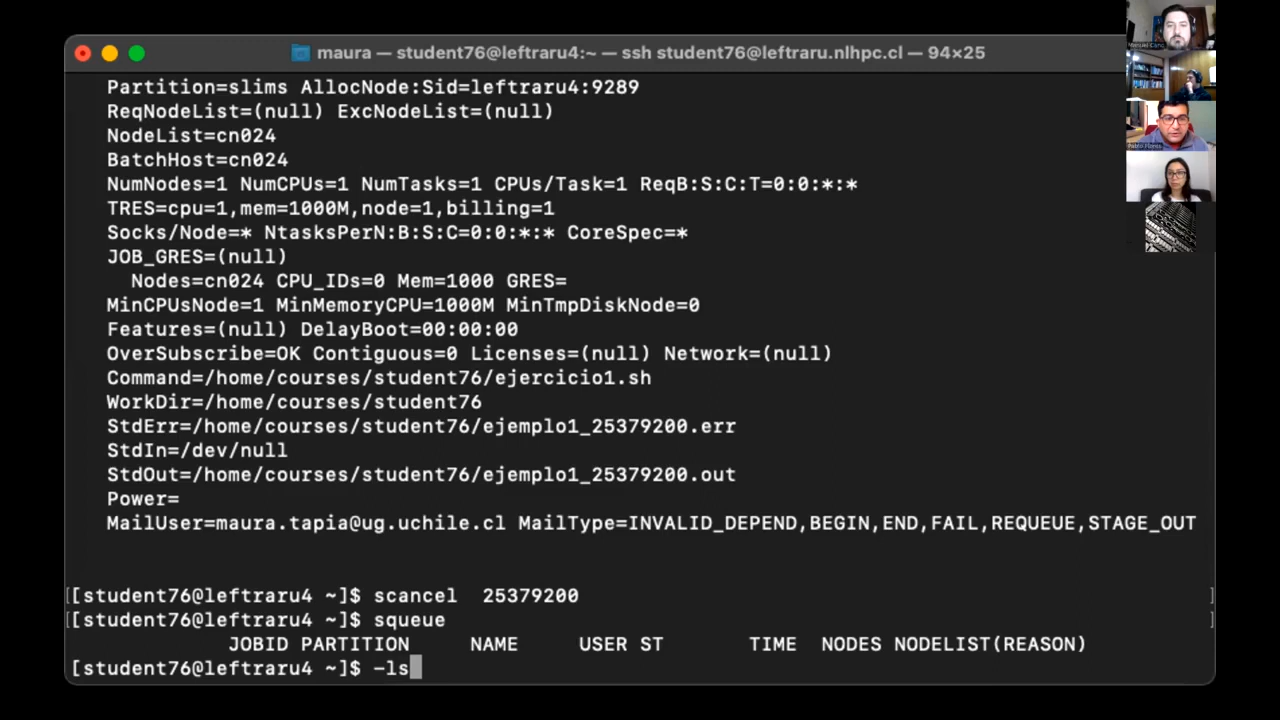 maura — student76@leftraru4:~ — ssh student76@leftraru.nlhpc.cl — 94×25
Partition=slims AllocNode:Sid=leftraru4:9289
ReqNodeList=(null) ExcNodeList=(null)
NodeList=cn024
BatchHost=cn024
NumNodes=1 NumCPUs=1 NumTasks=1 CPUs/Task=1 ReqB:S:C:T=0:0:*:*
TRES=cpu=1,mem=1000M,node=1,billing=1
Socks/Node=* NtasksPerN:B:S:C=0:0:*:* CoreSpec=*
JOB_GRES=(null)
Nodes=cn024 CPU_IDs=0 Mem=1000 GRES=
MinCPUsNode=1 MinMemoryCPU=1000M MinTmpDiskNode=0
Features=(null) DelayBoot=00:00:00
OverSubscribe=OK Contiguous=0 Licenses=(null) Network=(null)
Command=/home/courses/student76/ejercicio1.sh
WorkDir=/home/courses/student76
StdErr=/home/courses/student76/ejemplo1_25379200.err
StdIn=/dev/null
StdOut=/home/courses/student76/ejemplo1_25379200.out
Power=
MailUser=maura.tapia@ug.uchile.cl MailType=INVALID_DEPEND,BEGIN,END,FAIL,REQUEUE,STAGE_OUT
[[student76@leftraru4 ~]$ scancel  25379200 ]
[[student76@leftraru4 ~]$ squeue ]
JOBID PARTITION NAME USER ST TIME NODES NODELIST(REASON)
[student76@leftraru4 ~]$ -ls